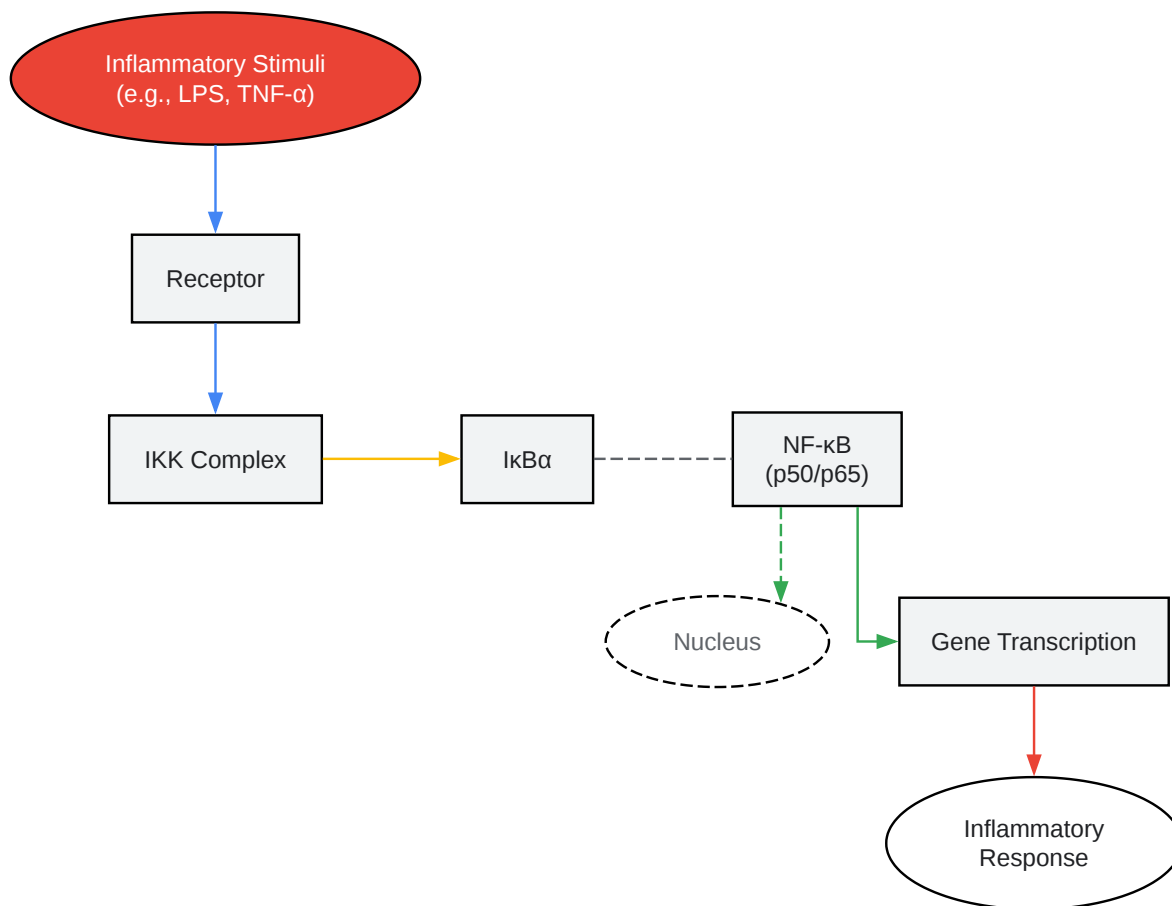 Inflammatory Stimuli
(e.g., LPS, TNF-α)
Receptor
IKK Complex
IκBα
NF-κB
(p50/p65)
Nucleus
Gene Transcription
Inflammatory
Response